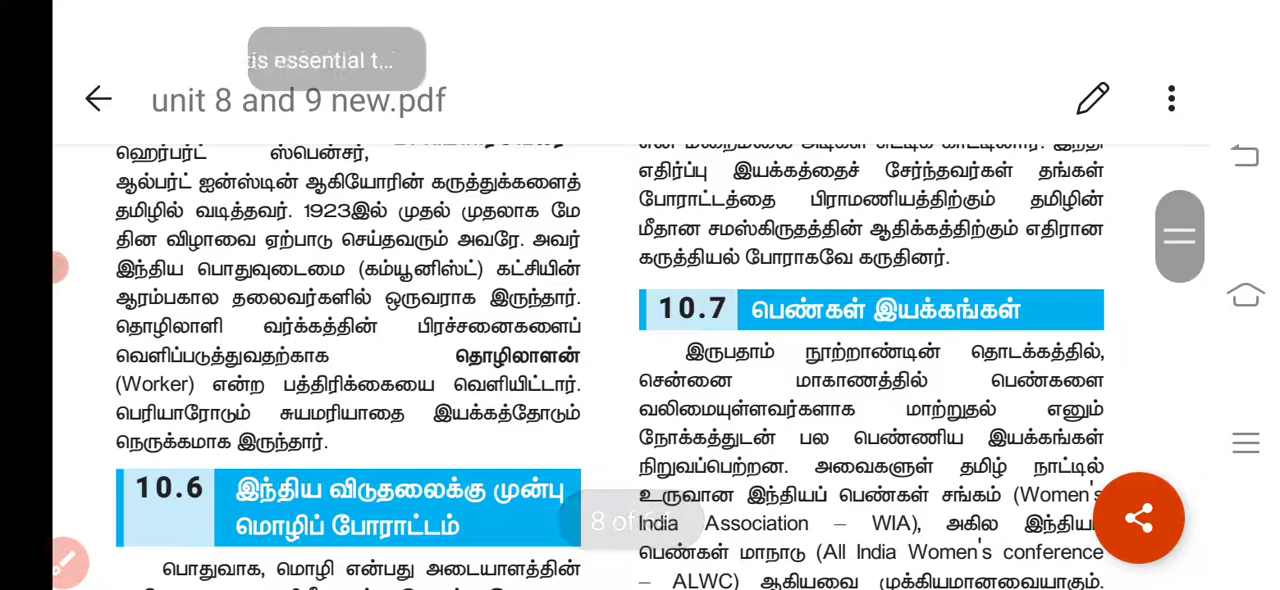 is essential t...
unit 8 and 9 new.pdf
ஹெர்பர்ட் ஸ்பென்சர்,
ஆல்பர்ட் ஐன்ஸ்டின் ஆகியோரின் கருத்துக்களைத்
தமிழில் வடித்தவர். 1923இல் முதல் முதலாக மே
தின விழாவை ஏற்பாடு செய்தவரும் அவரே. அவர்
இந்திய பொதுவுடைமை (கம்யூனிஸ்ட்) கட்சியின்
ஆரம்பகால தலைவர்களில் ஒருவராக இருந்தார்.
தொழிலாளி வர்க்கத்தின் பிரச்சனைகளைப்
வெளிப்படுத்துவதற்காக தொழிலாளன்
(Worker) என்ற பத்திரிக்கையை வெளியிட்டார்.
பெரியாரோடும் சுயமரியாதை இயக்கத்தோடும்
நெருக்கமாக இருந்தார்.
10.6 இந்திய விடுதலைக்கு முன்பு
மொழிப் போராட்டம்
பொதுவாக, மொழி என்பது அடையாளத்தின்
எதிர்ப்பு இயக்கத்தைச் சேர்ந்தவர்கள் தங்கள்
போராட்டத்தை பிராமணியத்திற்கும் தமிழின்
மீதான சமஸ்கிருதத்தின் ஆதிக்கத்திற்கும் எதிரான
கருத்தியல் போராகவே கருதினர்.
10.7 பெண்கள் இயக்கங்கள்
இருபதாம் நூற்றாண்டின் தொடக்கத்தில்,
சென்னை மாகாணத்தில் பெண்களை
வலிமையுள்ளவர்களாக மாற்றுதல் எனும்
நோக்கத்துடன் பல பெண்ணிய இயக்கங்கள்
நிறுவப்பெற்றன. அவைகளுள் தமிழ் நாட்டில்
உருவான இந்தியப் பெண்கள் சங்கம் (Women's
India Association – WIA), அகில இந்திய
பெண்கள் மாநாடு (All India Women's conference
– ALWC) ஆகியவை முக்கியமானவையாகும்.
8 of